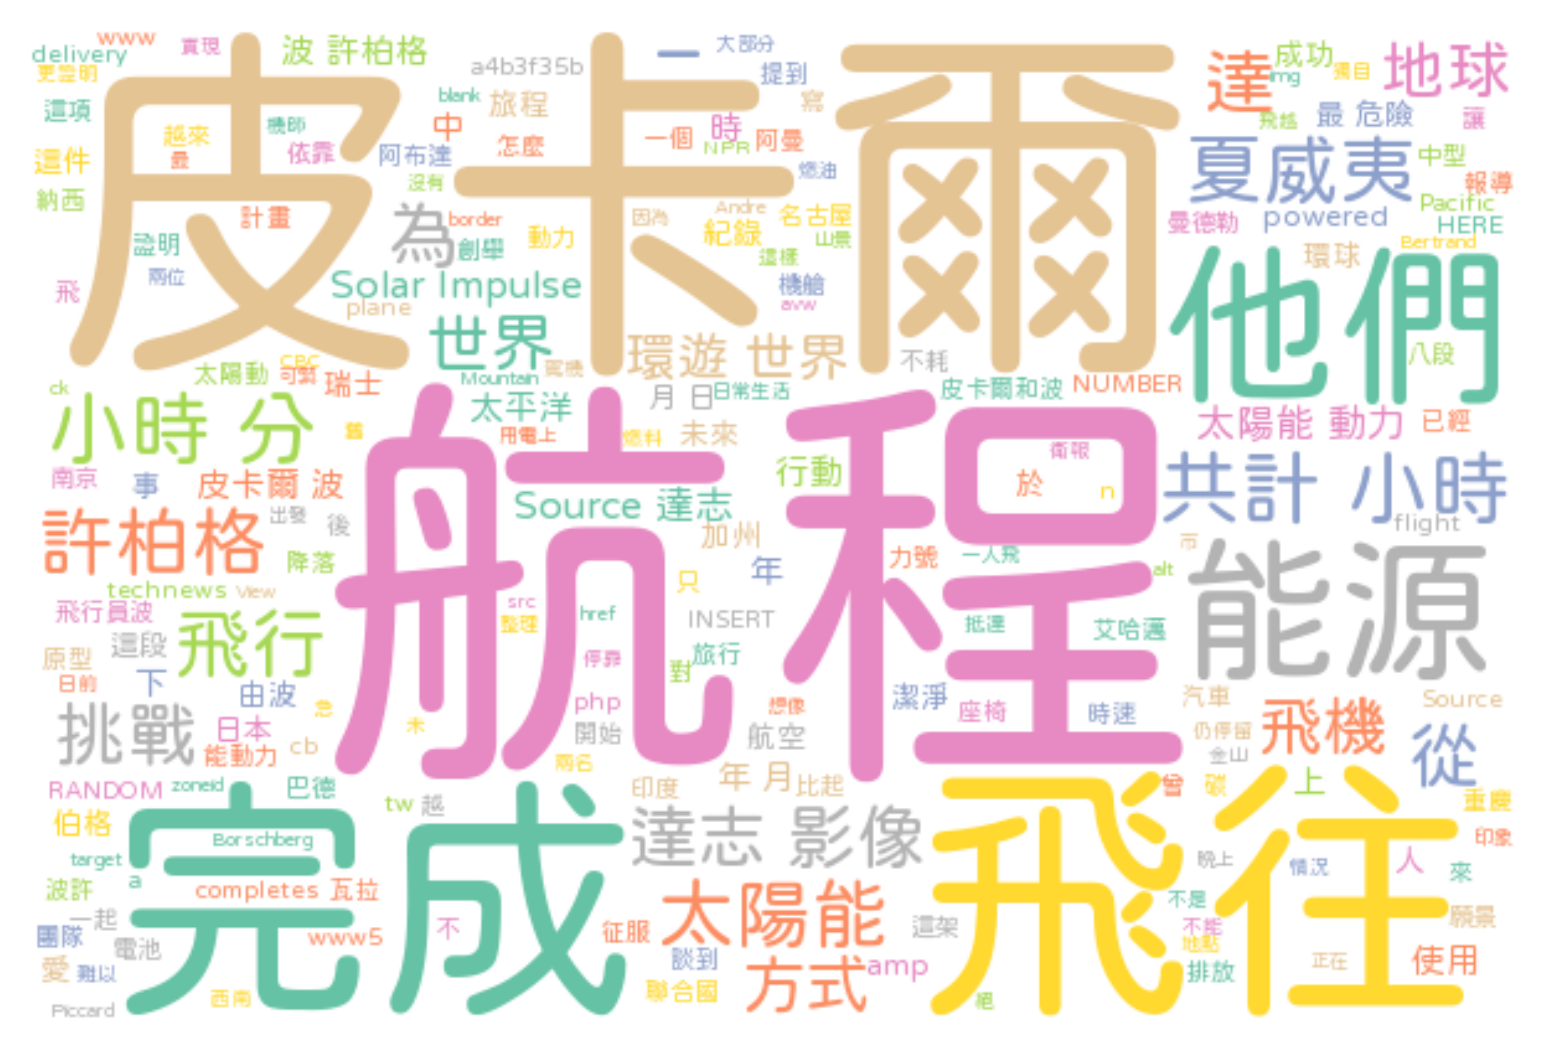 www
delivery
實現
波 許柏格
a4b3f35b
一
大部分
提到
成功
img
獨目
地球
達
皮卡爾
blank
旅程
寫
這項
機師
越來
最
依靠
阿布達
中
怎麼
一個
時
NPR
阿曼
燃油
飛越
最 危險
讓
這件
納西
沒有
夏威夷
中型
報導
Pacific
計畫
證明
兩位
為
border
創舉
動力
因為
Andre
紀錄
名古屋
山景
這樣
曼德勒
powered
HERE
Bertrand
環球
飛
Solar Impulse
plane
機艙
avw
他們
世界
環遊 世界
不耗
八段
太陽動
CBC
可算
瑞士
Mountain
駕機
ck
月 日
日常生活
皮卡爾和波
NUMBER
小時 分
舊
太平洋
用電上
燃料
未來
太陽能 動力
已經
航程
南京
事
皮卡爾 波
Source 達志
行動
衛報
於
n
共計 小時
許柏格
出發
後
降落
加州
年
力號
一人飛
市
flight
alt
technews
View
飛行員波
src
整理
href
只
INSERT
抵達
艾哈邁
能源
這段
飛行
原型
日前
下
由波
停靠
對
旅行
php
想像
潔淨
座椅
時速
汽車
Source
挑戰
日本
急
能動力
cb
未
開始
航空
仍停留
金山
飛機
從
兩名
RANDOM
zoneid
巴德
tw
越
印度
年 月
比起
曾
碳
上
重慶
伯格
完成
Borschberg
達志 影像
飛往
印象
target
a
completes
瓦拉
晚上
情況
人
來
波許
一起
團隊
電池
www5
不
征服
太陽能
這架
不是
不能
地點
願景
愛
難以
談到
方式
amp
排放
正在
使用
Piccard
西南
聯合國
絕